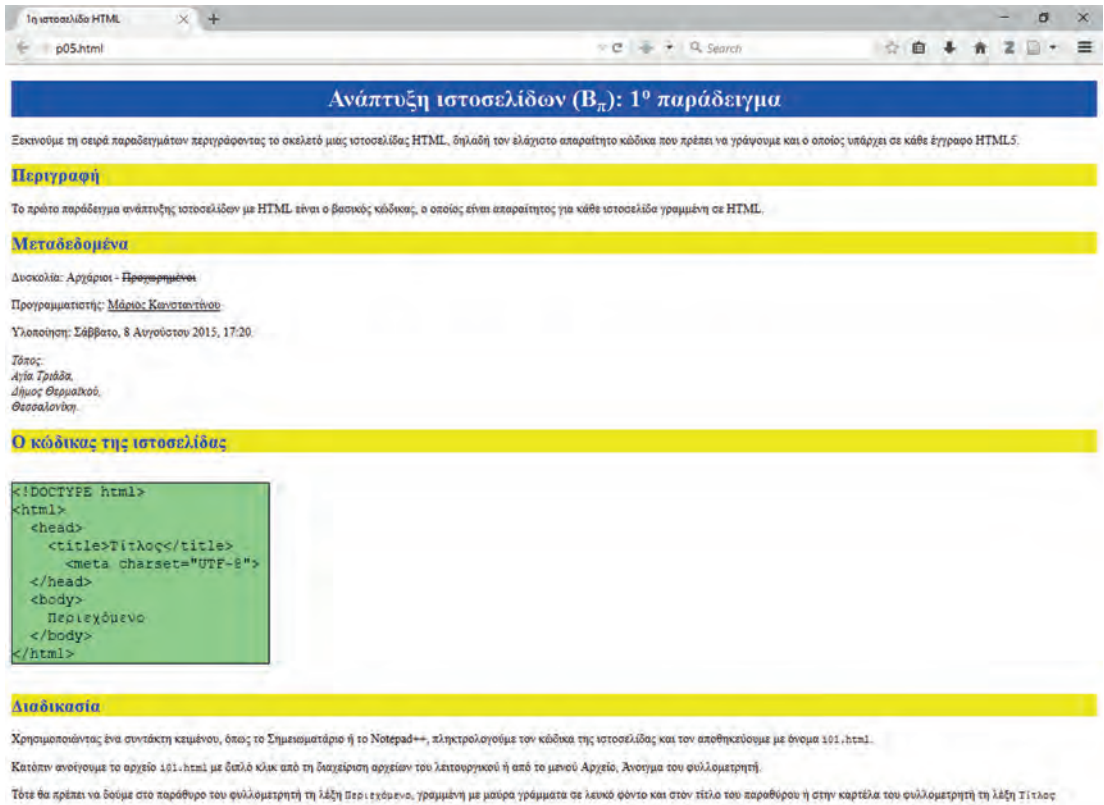 1η ιστοσελίδα HTML
p05.html
Search
Ανάπτυξη ιστοσελίδων (Βπ): 1ο παράδειγμα
Ξεκινούμε τη σειρά παραδειγμάτων περιγράφοντας το σκελετό μιας ιστοσελίδας HTML, δηλαδή τον ελάχιστο απαραίτητο κώδικα που πρέπει να γράψουμε και ο οποίος υπάρχει σε κάθε έγγραφο HTML5.
Περιγραφή
Το πρώτο παράδειγμα ανάπτυξης ιστοσελίδων με HTML είναι ο βασικός κώδικας, ο οποίος είναι απαραίτητος για κάθε ιστοσελίδα γραμμένη σε HTML.
Μεταδεδομένα
Δυσκολία: Αρχάριοι - Προχωρημένοι
Προγραμματιστής: Μάριος Κωνσταντίνου
Υλοποίηση: Σάββατο, 8 Αυγούστου 2015, 17:20.
Τόπος:
Αγία Τριάδα,
Δήμος Θερμαϊκού,
Θεσσαλονίκη.
Ο κώδικας της ιστοσελίδας
<!DOCTYPE html>
<html>
<head>
<title>Τίτλος</title>
<meta charset="UTF-8">
</head>
<body>
Περιεχόμενο
</body>
</html>
Διαδικασία
Χρησιμοποιώντας ένα συντάκτη κειμένου, όπως το Σημειωματάριο ή το Notepad++, πληκτρολογούμε τον κώδικα της ιστοσελίδας και τον αποθηκεύουμε με όνομα i01.html.
Κατόπιν ανοίγουμε το αρχείο i01.html με διπλό κλικ από τη διαχείριση αρχείων του λειτουργικού ή από το μενού Αρχείο, Άνοιγμα του φυλλομετρητή.
Τότε θα πρέπει να δούμε στο παράθυρο του φυλλομετρητή τη λέξη Περιεχόμενο, γραμμένη με μαύρα γράμματα σε λευκό φόντο και στον τίτλο του παραθύρου ή στην καρτέλα του φυλλομετρητή τη λέξη Τίτλος